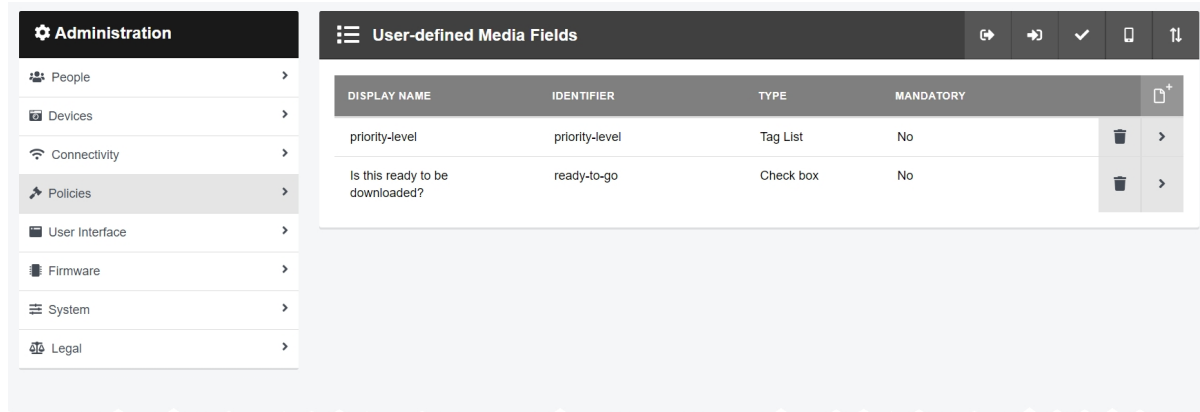 Administration
People
Devices
Connectivity
Policies
User Interface
Firmware
System
Legal
User-defined Media Fields
DISPLAY NAME IDENTIFIER TYPE MANDATORY
priority-level priority-level Tag List No
Is this ready to be ready-to-go Check box No
downloaded?